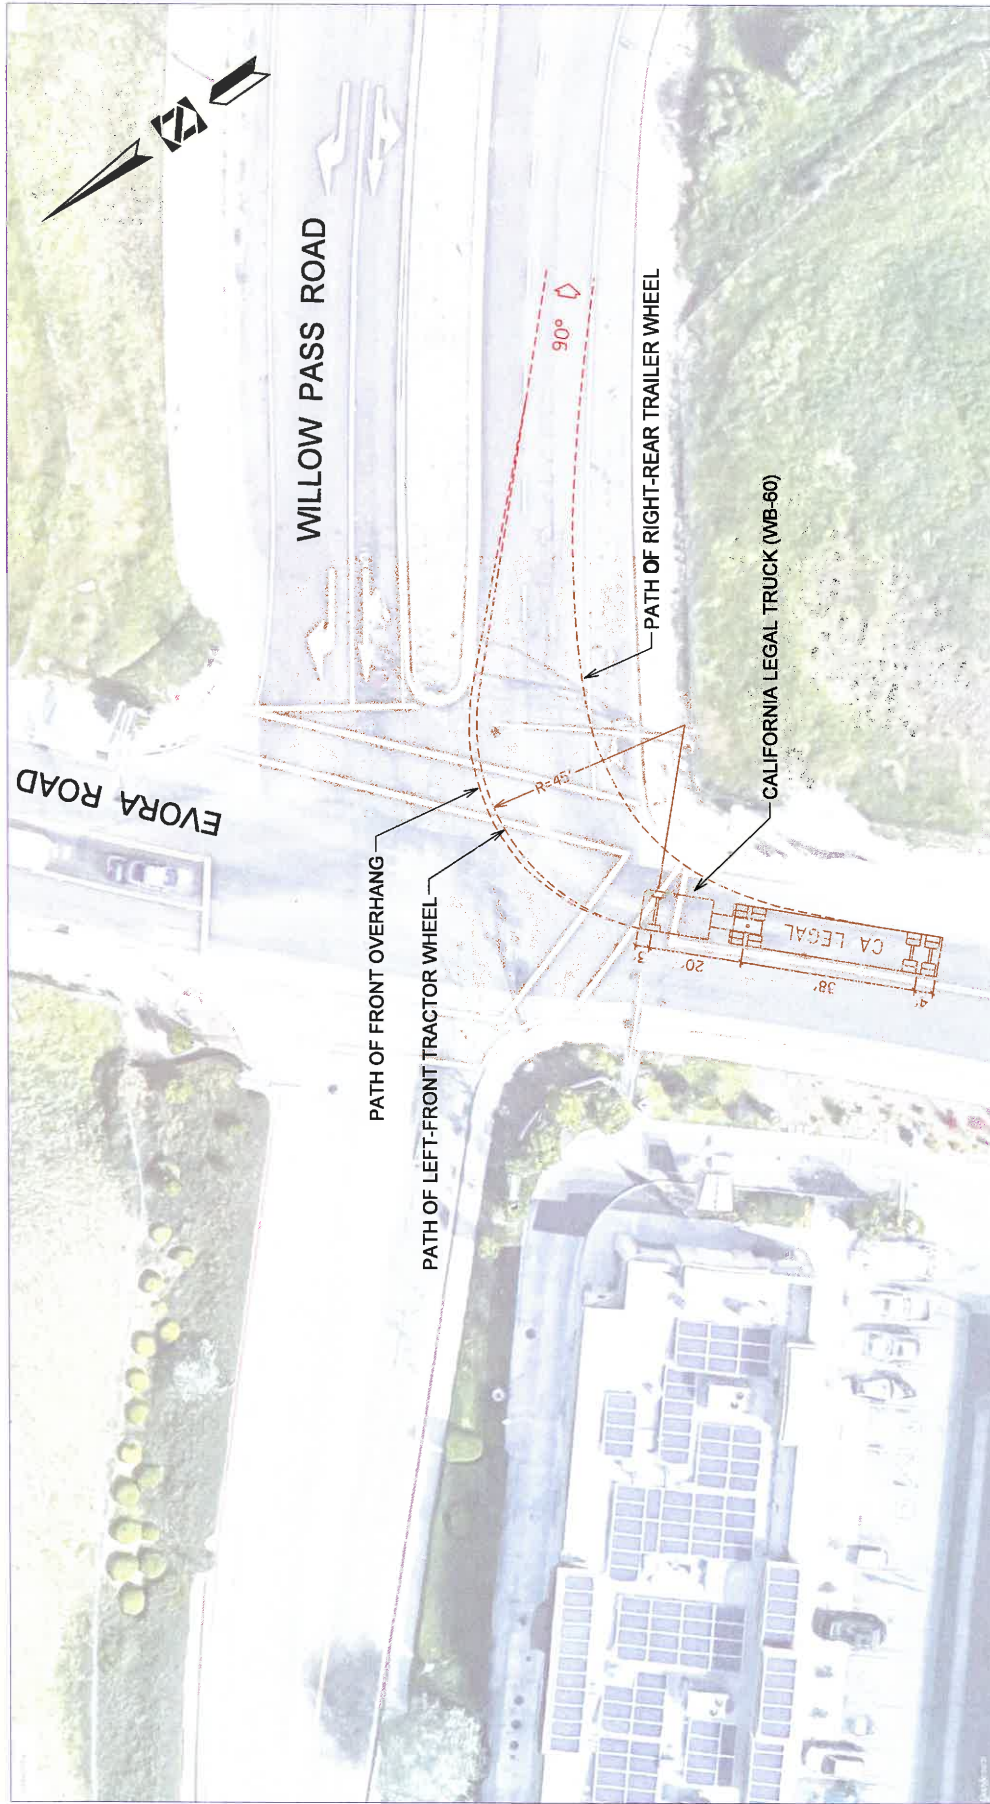 WILLOW PASS ROAD
EVORA ROAD
90°
PATH OF RIGHT-REAR TRAILER WHEEL
R=45'
PATH OF FRONT OVERHANG
PATH OF LEFT-FRONT TRACTOR WHEEL
CALIFORNIA LEGAL TRUCK (WB-60)
CA LEGAL
3'
20'
38'
4'